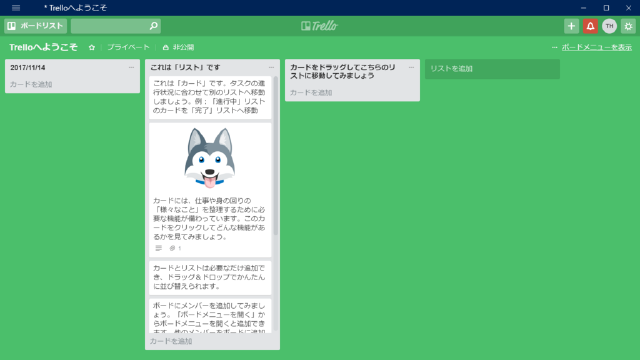 * Trelloへようこそ
ボードリスト
Trello
TH
Trelloへようこそ
プライベート
非公開
ボードメニューを表示
2017/11/14
カードを追加
これは「リスト」です
これは「カード」です。タスクの進
行状況に合わせて別のリストへ移動
しましょう。例：「進行中」リスト
のカードを「完了」リストへ移動
カードには、仕事や身の回りの
「様々なこと」を整理するために必
要な機能が備わっています。このカ
ードをクリックしてどんな機能があ
るかを見てみましょう。
1
カードとリストは必要なだけ追加で
き、ドラッグ＆ドロップでかんたん
に並び替えられます。
ボードにメンバーを追加してみまし
ょう。「ボードメニューを開く」か
らボードメニューを開くと追加でき
ます。他のメンバーをボードに追加
カードを追加
カードをドラッグしてこちらのリ
ストに移動してみましょう
カードを追加
リストを追加